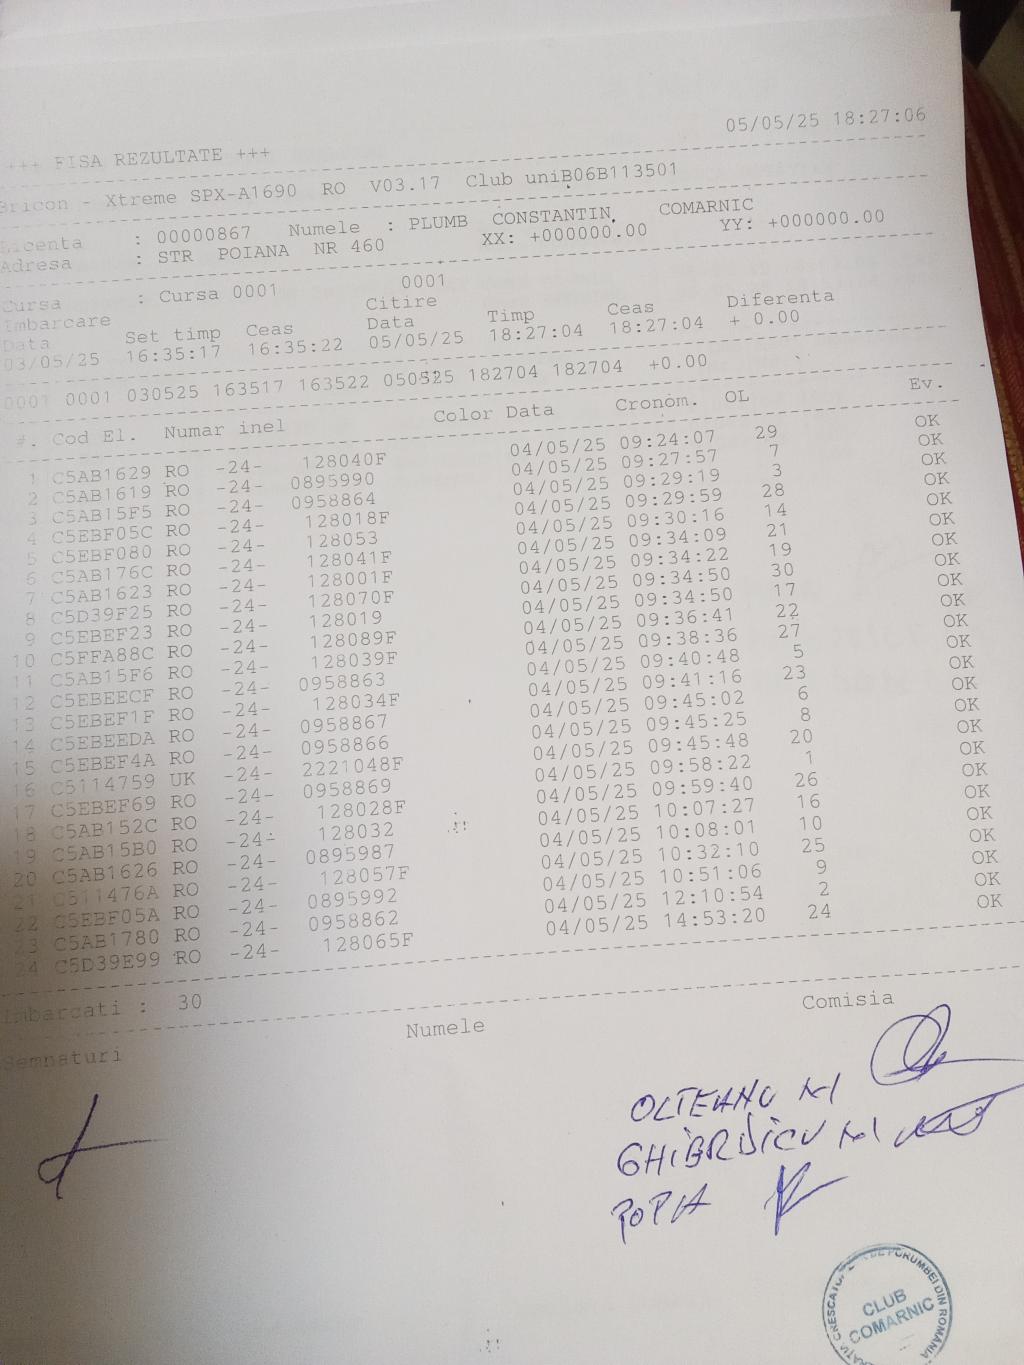 +++ FISA REZULTATE +++ 05/05/25 18:27:06
Bricon - Xtreme SPX-A1690 RO V03.17 Club uniB06B113501
Licenta : 00000867 Numele : PLUMB CONSTANTIN COMARNIC
Adresa : STR POIANA NR 460 XX: +000000.00 YY: +000000.00
Cursa : Cursa 0001 0001
Imbarcare Citire
Data Set timp Ceas Data Timp Ceas Diferenta
03/05/25 16:35:17 16:35:22 05/05/25 18:27:04 18:27:04 + 0.00
0001 0001 030525 163517 163522 050525 182704 182704 +0.00
#. Cod El. Numar inel Color Data Cronom. OL Ev.
1 C5AB1629 RO -24- 128040F 04/05/25 09:24:07 29 OK
2 C5AB1619 RO -24- 0895990 04/05/25 09:27:57 7 OK
3 C5AB15F5 RO -24- 0958864 04/05/25 09:29:19 3 OK
4 C5EBF05C RO -24- 128018F 04/05/25 09:29:59 28 OK
5 C5EBF080 RO -24- 128053 04/05/25 09:30:16 14 OK
6 C5AB176C RO -24- 128041F 04/05/25 09:34:09 21 OK
7 C5AB1623 RO -24- 128001F 04/05/25 09:34:22 19 OK
8 C5D39F25 RO -24- 128070F 04/05/25 09:34:50 30 OK
9 C5EBEF23 RO -24- 128019 04/05/25 09:34:50 17 OK
10 C5FFA88C RO -24- 128089F 04/05/25 09:36:41 22 OK
11 C5AB15F6 RO -24- 128039F 04/05/25 09:38:36 27 OK
12 C5EBEECF RO -24- 0958863 04/05/25 09:40:48 5 OK
13 C5EBEF1F RO -24- 128034F 04/05/25 09:41:16 23 OK
14 C5EBEEDA RO -24- 0958867 04/05/25 09:45:02 6 OK
15 C5EBEF4A RO -24- 0958866 04/05/25 09:45:25 8 OK
16 C5114759 UK -24- 2221048F 04/05/25 09:45:48 20 OK
17 C5EBEF69 RO -24- 0958869 04/05/25 09:58:22 1 OK
18 C5AB152C RO -24- 128028F 04/05/25 09:59:40 26 OK
19 C5AB15B0 RO -24- 128032 04/05/25 10:07:27 16 OK
20 C5AB1626 RO -24- 0895987 04/05/25 10:08:01 10 OK
21 C511476A RO -24- 128057F 04/05/25 10:32:10 25 OK
22 C5EBF05A RO -24- 0895992 04/05/25 10:51:06 9 OK
23 C5AB1780 RO -24- 0958862 04/05/25 12:10:54 2 OK
24 C5D39E99 RO -24- 128065F 04/05/25 14:53:20 24 OK
Imbarcati : 30
Semnaturi Numele Comisia
OLTEANU
POPA
CLUB
COMARNIC